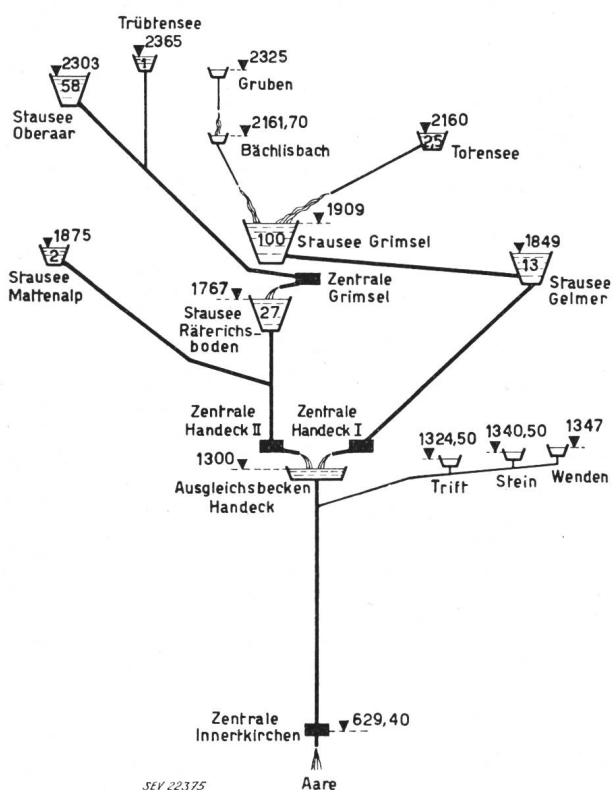 Trübtensee
2365
1
2303
58
Stausee
Oberaar
2325
Gruben
2161,70
Bächlisbach
2160
25
Totensee
1909
100
Stausee Grimsel
1875
2
Stausee
Mattenalp
1849
13
Stausee
Gelmer
Zentrale
Grimsel
1767
27
Stausee
Räterichs-
boden
Zentrale
Handeck II
Zentrale
Handeck I
1300
Ausgleichsbecken
Handeck
1324,50
Trift
1340,50
Stein
1347
Wenden
Zentrale
Innertkirchen
629,40
Aare
SEV 22375